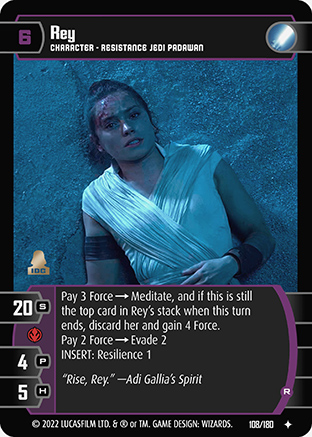 6
Rey
CHARACTER - RESISTANCE JEDI PADAWAN
100
20 S
4 P
5 H
Pay 3 Force → Meditate, and if this is still
the top card in Rey's stack when this turn
ends, discard her and gain 4 Force.
Pay 2 Force → Evade 2
INSERT: Resilience 1
"Rise, Rey." —Adi Gallia's Spirit
R
© 2022 LUCASFILM LTD. & ® OR TM. GAME DESIGN: WIZARDS.
108/180